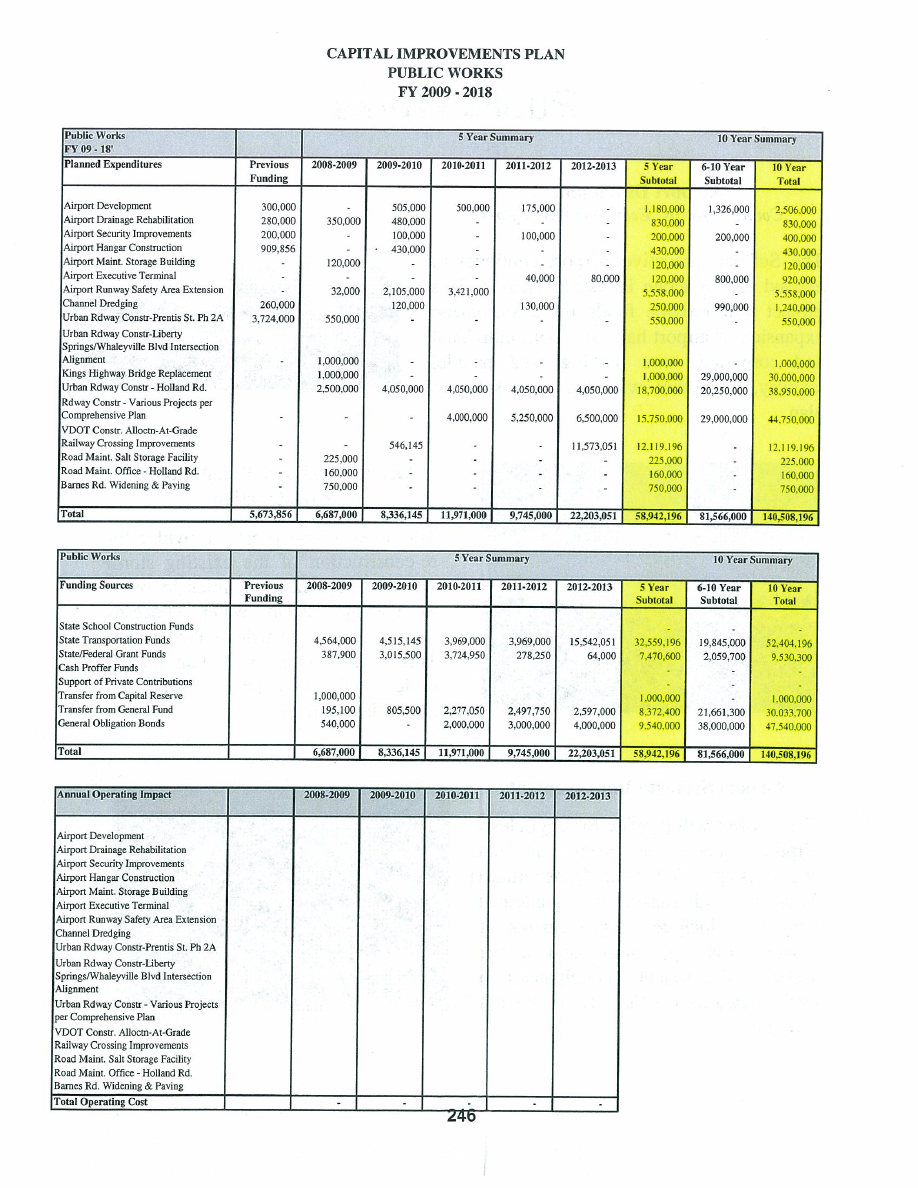 CAPITAL IMPROVEMENTS PLAN
PUBLIC WORKS
FY 2009 - 2018
Public Works 5 Year Summary 10 Year Summary
FY 09 - 18'
Planned Expenditures Previous 2008-2009 2009-2010 2010-2011 2011-2012 2012-2013 5 Year 6-10 Year 10 Year
Funding Subtotal Subtotal Total
Airport Development 300,000 - 505,000 500,000 175,000 - 1,180,000 1,326,000 2,506,000
Airport Drainage Rehabilitation 280,000 350,000 480,000 - - - 830,000 - 830,000
Airport Security Improvements 200,000 - 100,000 - 100,000 - 200,000 200,000 400,000
Airport Hangar Construction 909,856 - 430,000 - - - 430,000 - 430,000
Airport Maint. Storage Building - 120,000 - - - - 120,000 - 120,000
Airport Executive Terminal - - - - 40,000 80,000 120,000 800,000 920,000
Airport Runway Safety Area Extension - 32,000 2,105,000 3,421,000 5,558,000 - 5,558,000
Channel Dredging 260,000 120,000 130,000 - 250,000 990,000 1,240,000
Urban Rdway Constr-Prentis St. Ph 2A 3,724,000 550,000 - - - - 550,000 - 550,000
Urban Rdway Constr-Liberty
Springs/Whaleyville Blvd Intersection
Alignment - 1,000,000 - - - - 1,000,000 - 1,000,000
Kings Highway Bridge Replacement 1,000,000 - - - - 1,000,000 29,000,000 30,000,000
Urban Rdway Constr - Holland Rd. 2,500,000 4,050,000 4,050,000 4,050,000 4,050,000 18,700,000 20,250,000 38,950,000
Rdway Constr - Various Projects per
Comprehensive Plan - - - 4,000,000 5,250,000 6,500,000 15,750,000 29,000,000 44,750,000
VDOT Constr. Alloctn-At-Grade
Railway Crossing Improvements - - 546,145 - - 11,573,051 12,119,196 - 12,119,196
Road Maint. Salt Storage Facility - 225,000 - - - - 225,000 - 225,000
Road Maint. Office - Holland Rd. - 160,000 - - - - 160,000 - 160,000
Barnes Rd. Widening & Paving - 750,000 - - - - 750,000 - 750,000
Total 5,673,856 6,687,000 8,336,145 11,971,000 9,745,000 22,203,051 58,942,196 81,566,000 140,508,196
Public Works 5 Year Summary 10 Year Summary
Funding Sources Previous 2008-2009 2009-2010 2010-2011 2011-2012 2012-2013 5 Year 6-10 Year 10 Year
Funding Subtotal Subtotal Total
State School Construction Funds - - -
State Transportation Funds 4,564,000 4,515,145 3,969,000 3,969,000 15,542,051 32,559,196 19,845,000 52,404,196
State/Federal Grant Funds 387,900 3,015,500 3,724,950 278,250 64,000 7,470,600 2,059,700 9,530,300
Cash Proffer Funds - - -
Support of Private Contributions - - -
Transfer from Capital Reserve 1,000,000 1,000,000 - 1,000,000
Transfer from General Fund 195,100 805,500 2,277,050 2,497,750 2,597,000 8,372,400 21,661,300 30,033,700
General Obligation Bonds 540,000 - 2,000,000 3,000,000 4,000,000 9,540,000 38,000,000 47,540,000
Total 6,687,000 8,336,145 11,971,000 9,745,000 22,203,051 58,942,196 81,566,000 140,508,196
Annual Operating Impact 2008-2009 2009-2010 2010-2011 2011-2012 2012-2013
Airport Development
Airport Drainage Rehabilitation
Airport Security Improvements
Airport Hangar Construction
Airport Maint. Storage Building
Airport Executive Terminal
Airport Runway Safety Area Extension
Channel Dredging
Urban Rdway Constr-Prentis St. Ph 2A
Urban Rdway Constr-Liberty
Springs/Whaleyville Blvd Intersection
Alignment
Urban Rdway Constr - Various Projects
per Comprehensive Plan
VDOT Constr. Alloctn-At-Grade
Railway Crossing Improvements
Road Maint. Salt Storage Facility
Road Maint. Office - Holland Rd.
Barnes Rd. Widening & Paving
Total Operating Cost - - - - -
246